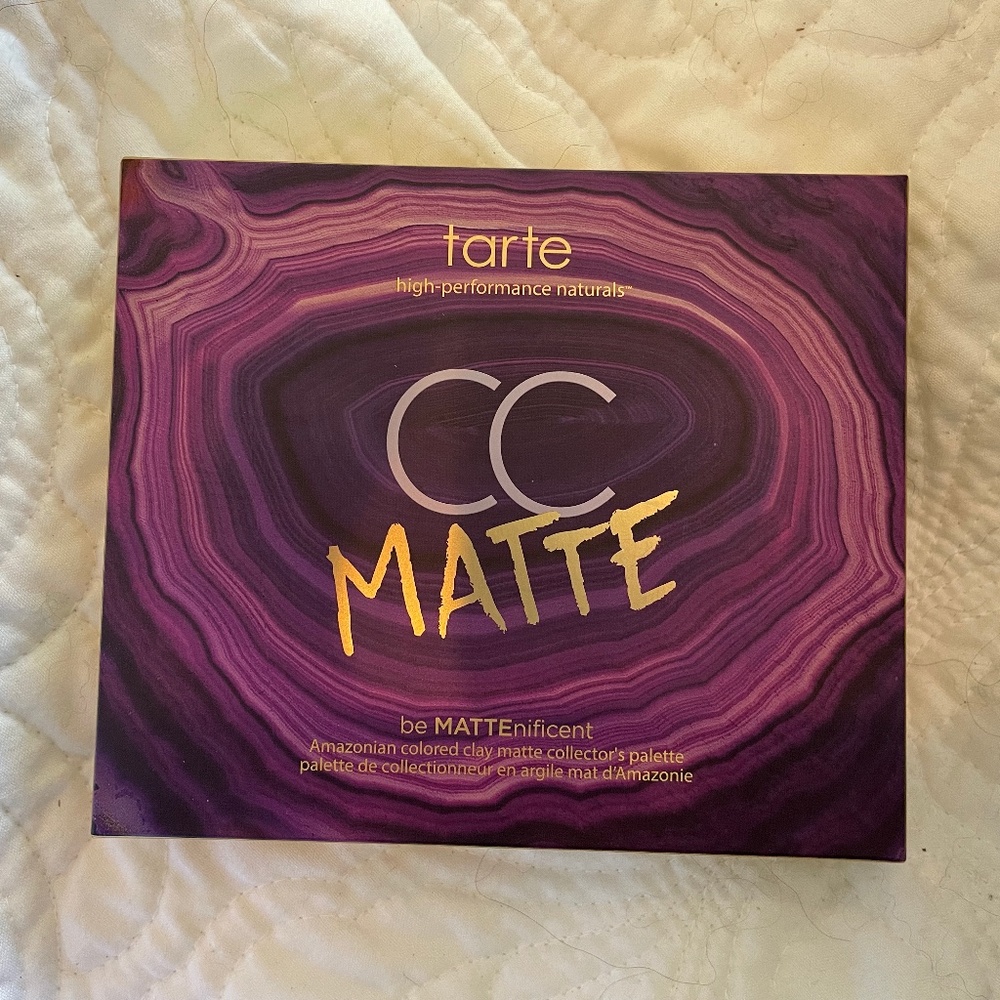 tarte
high-performance naturals™
CC
MATTE
be MATTEnificent
Amazonian colored clay matte collector's palette
palette de collectionneur en argile mat d'Amazonie